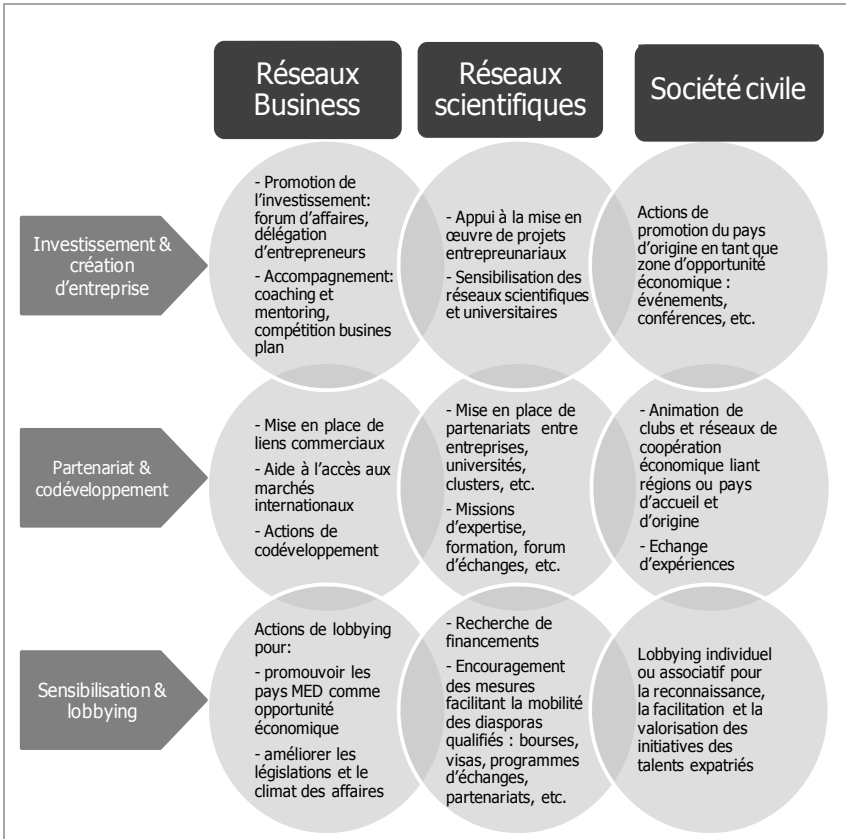 Réseaux
Business
Réseaux
scientifiques
Société civile
Investissement &
création
d'entreprise
- Promotion de
l'investissement:
forum d'affaires,
délégation
d'entrepreneurs
- Accompagnement:
coaching et
mentoring,
compétition busines
plan
- Appui à la mise en
œuvre de projets
entrepreunariaux
- Sensibilisation des
réseaux scientifiques
et universitaires
Actions de
promotion du pays
d'origine en tant que
zone d'opportunité
économique :
événements,
conférences, etc.
Partenariat &
codéveloppement
- Mise en place de
liens commerciaux
- Aide à l'accès aux
marchés
internationaux
- Actions de
codéveloppement
- Mise en place de
partenariats entre
entreprises,
universités,
clusters, etc.
- Missions
d'expertise,
formation, forum
d'échanges, etc.
- Animation de
clubs et réseaux de
coopération
économique liant
régions ou pays
d'accueil et
d'origine
- Echange
d'expériences
Sensibilisation &
lobbying
Actions de lobbying
pour:
- promouvoir les
pays MED comme
opportunité
économique
- améliorer les
législations et le
climat des affaires
- Recherche de
financements
- Encouragement
des mesures
facilitant la mobilité
des diasporas
qualifiés : bourses,
visas, programmes
d'échanges,
partenariats, etc.
Lobbying individuel
ou associatif pour
la reconnaissance,
la facilitation et la
valorisation des
initiatives des
talents expatriés